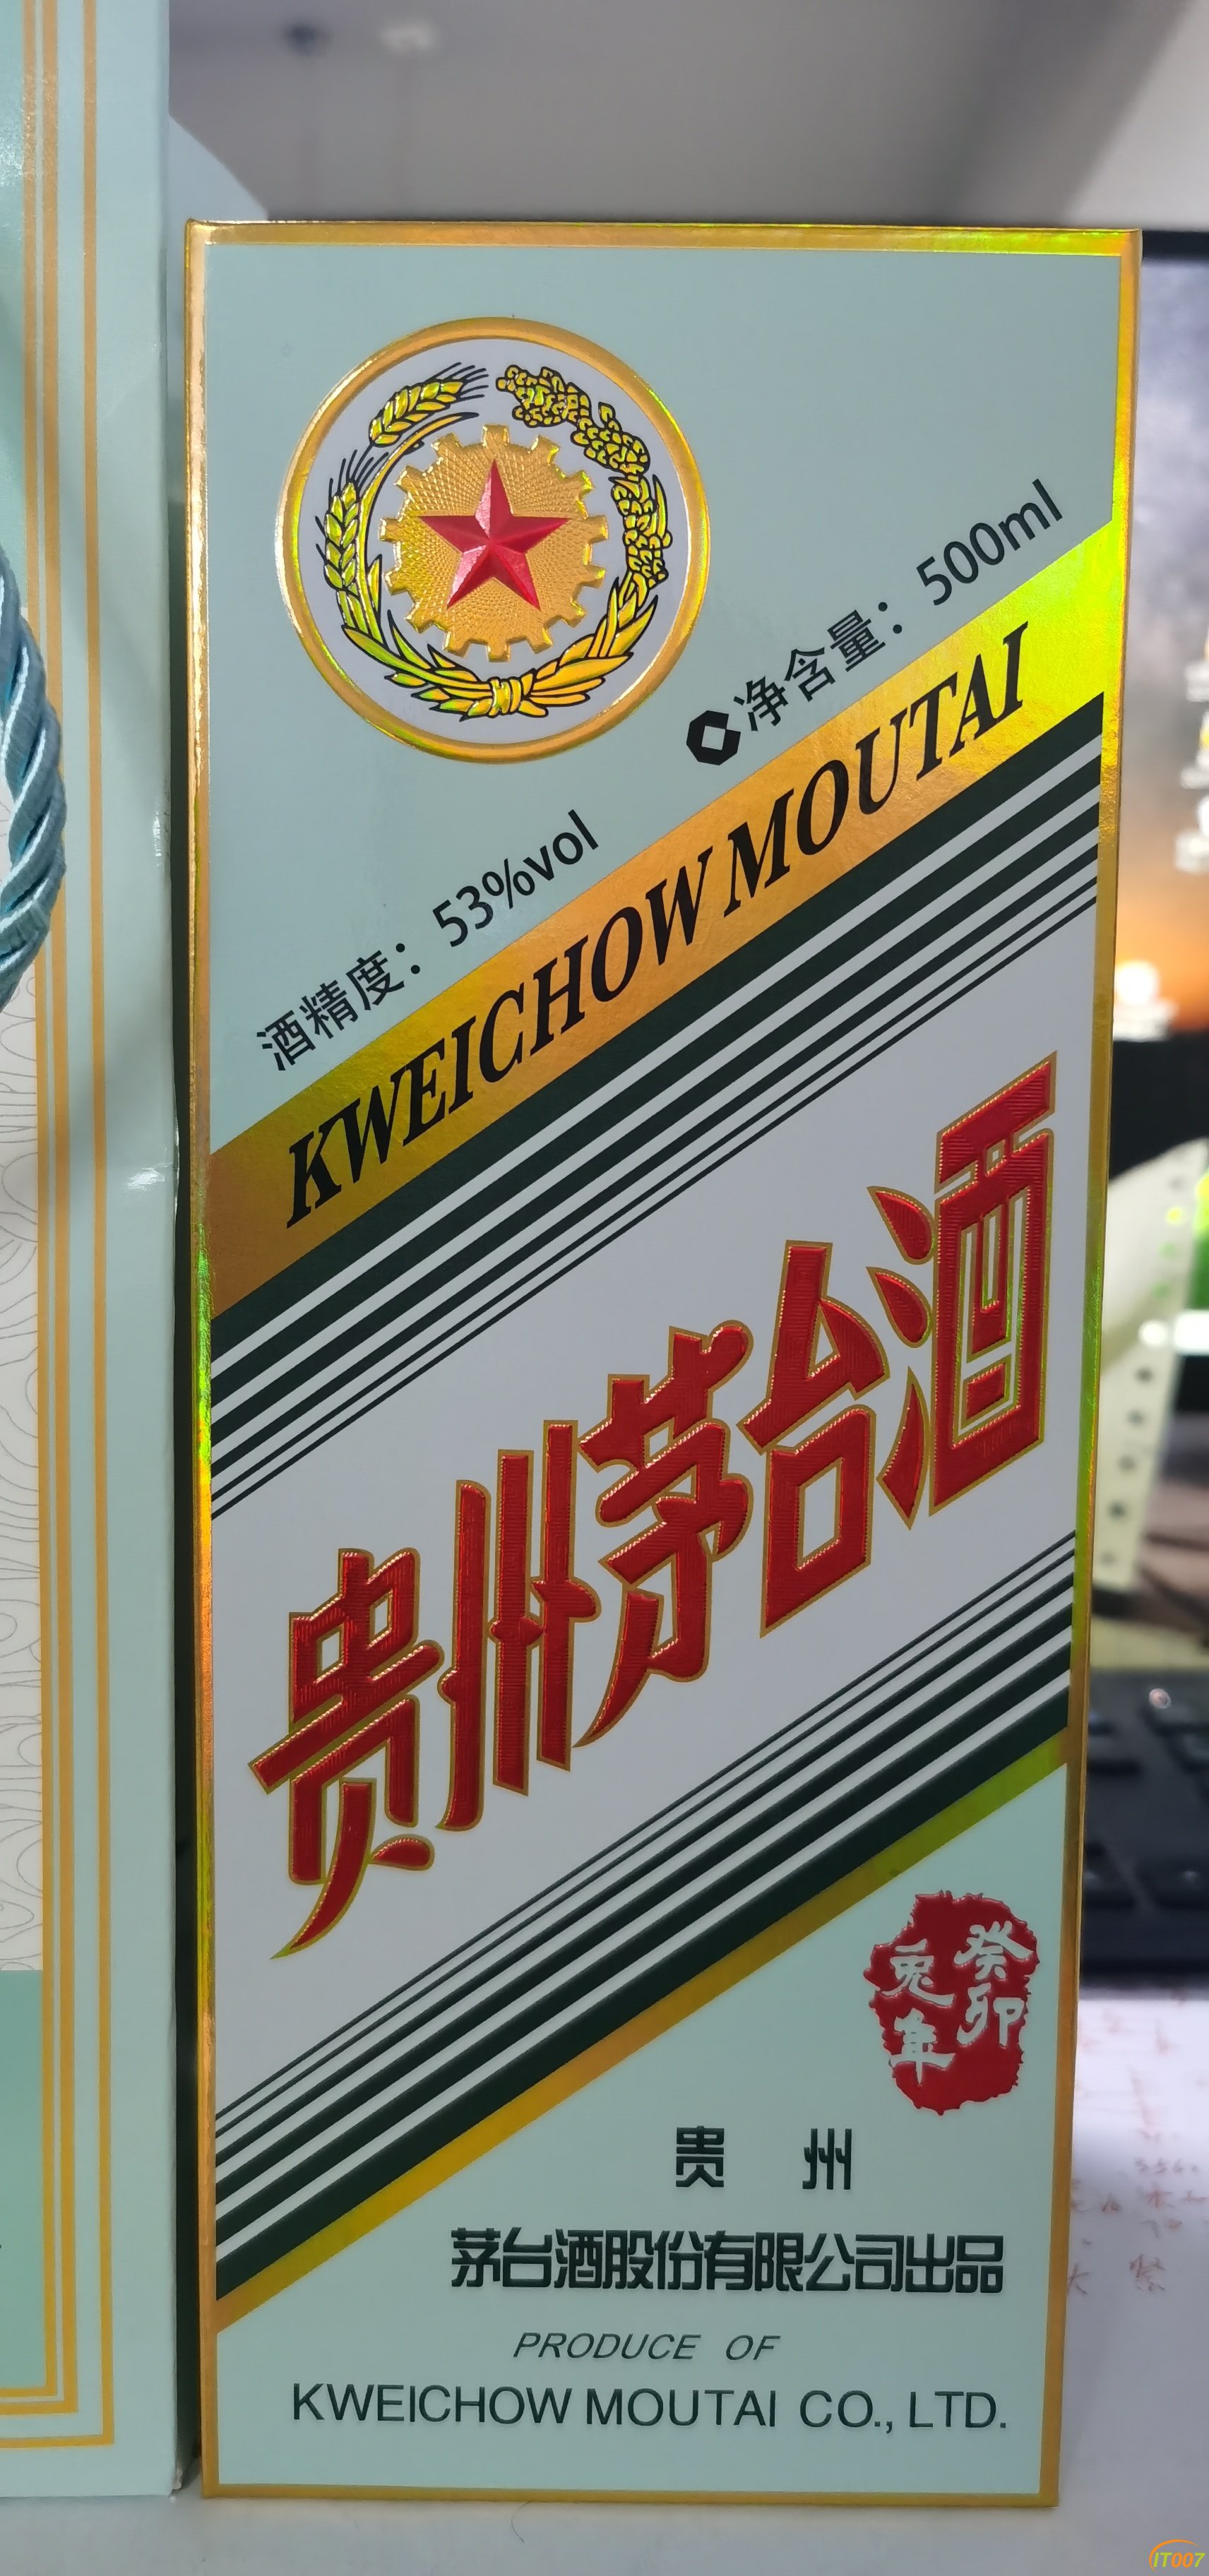 净含量：500ml
酒精度：53%vol
KWEICHOW MOUTAI
贵州茅台酒
癸卯
兔年
贵 州
茅台酒股份有限公司出品
PRODUCE OF
KWEICHOW MOUTAI CO., LTD.
IT007